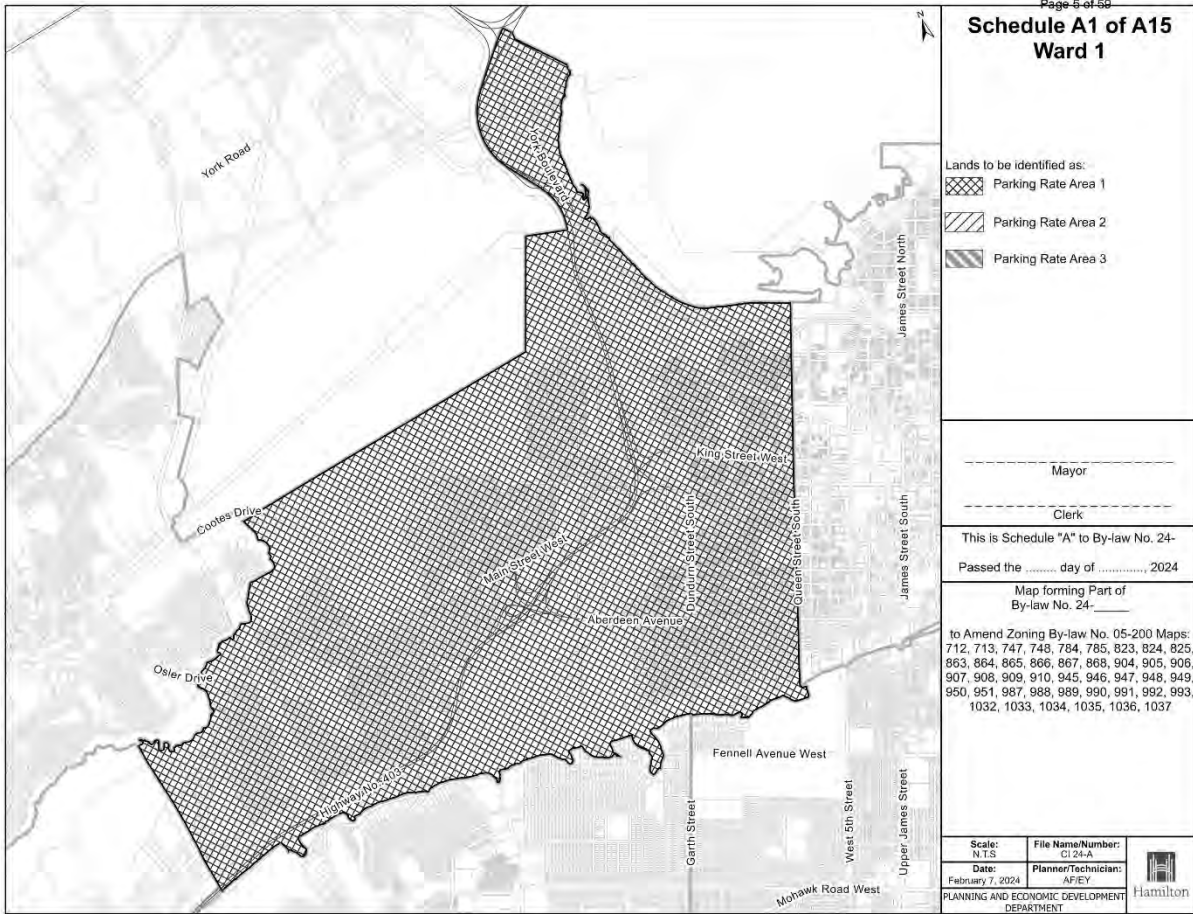 Page 5 of 59
Schedule A1 of A15
Ward 1
Lands to be identified as:
Parking Rate Area 1
Parking Rate Area 2
Parking Rate Area 3
Mayor
Clerk
This is Schedule "A" to By-law No. 24-
Passed the ......... day of ............., 2024
Map forming Part of
By-law No. 24-_____
to Amend Zoning By-law No. 05-200 Maps:
712, 713, 747, 748, 784, 785, 823, 824, 825,
863, 864, 865, 866, 867, 868, 904, 905, 906,
907, 908, 909, 910, 945, 946, 947, 948, 949,
950, 951, 987, 988, 989, 990, 991, 992, 993,
1032, 1033, 1034, 1035, 1036, 1037
Scale:
N.T.S
File Name/Number:
CI 24-A
Date:
February 7, 2024
Planner/Technician:
AF/EY
PLANNING AND ECONOMIC DEVELOPMENT
DEPARTMENT
Hamilton
N
York Road
York Boulevard
James Street North
King Street West
Cootes Drive
Main Street West
Dundurn Street South
Queen Street South
James Street South
Aberdeen Avenue
Osler Drive
Highway No. 403
Fennell Avenue West
Garth Street
West 5th Street
Upper James Street
Mohawk Road West